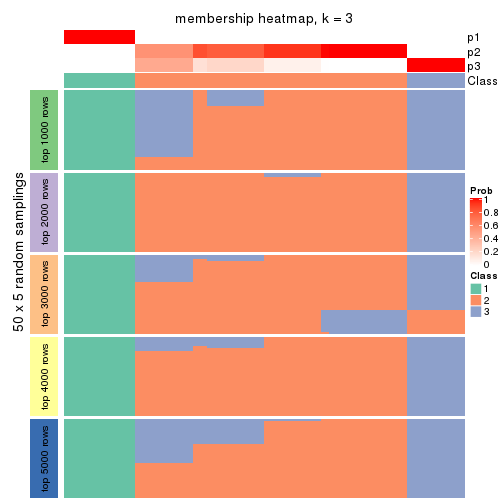 membership heatmap, k = 3
p1
p2
p3
Class
50 x 5 random samplings
top 1000 rows
top 2000 rows
top 3000 rows
top 4000 rows
top 5000 rows
Prob
1
0.8
0.6
0.4
0.2
0
Class
1
2
3